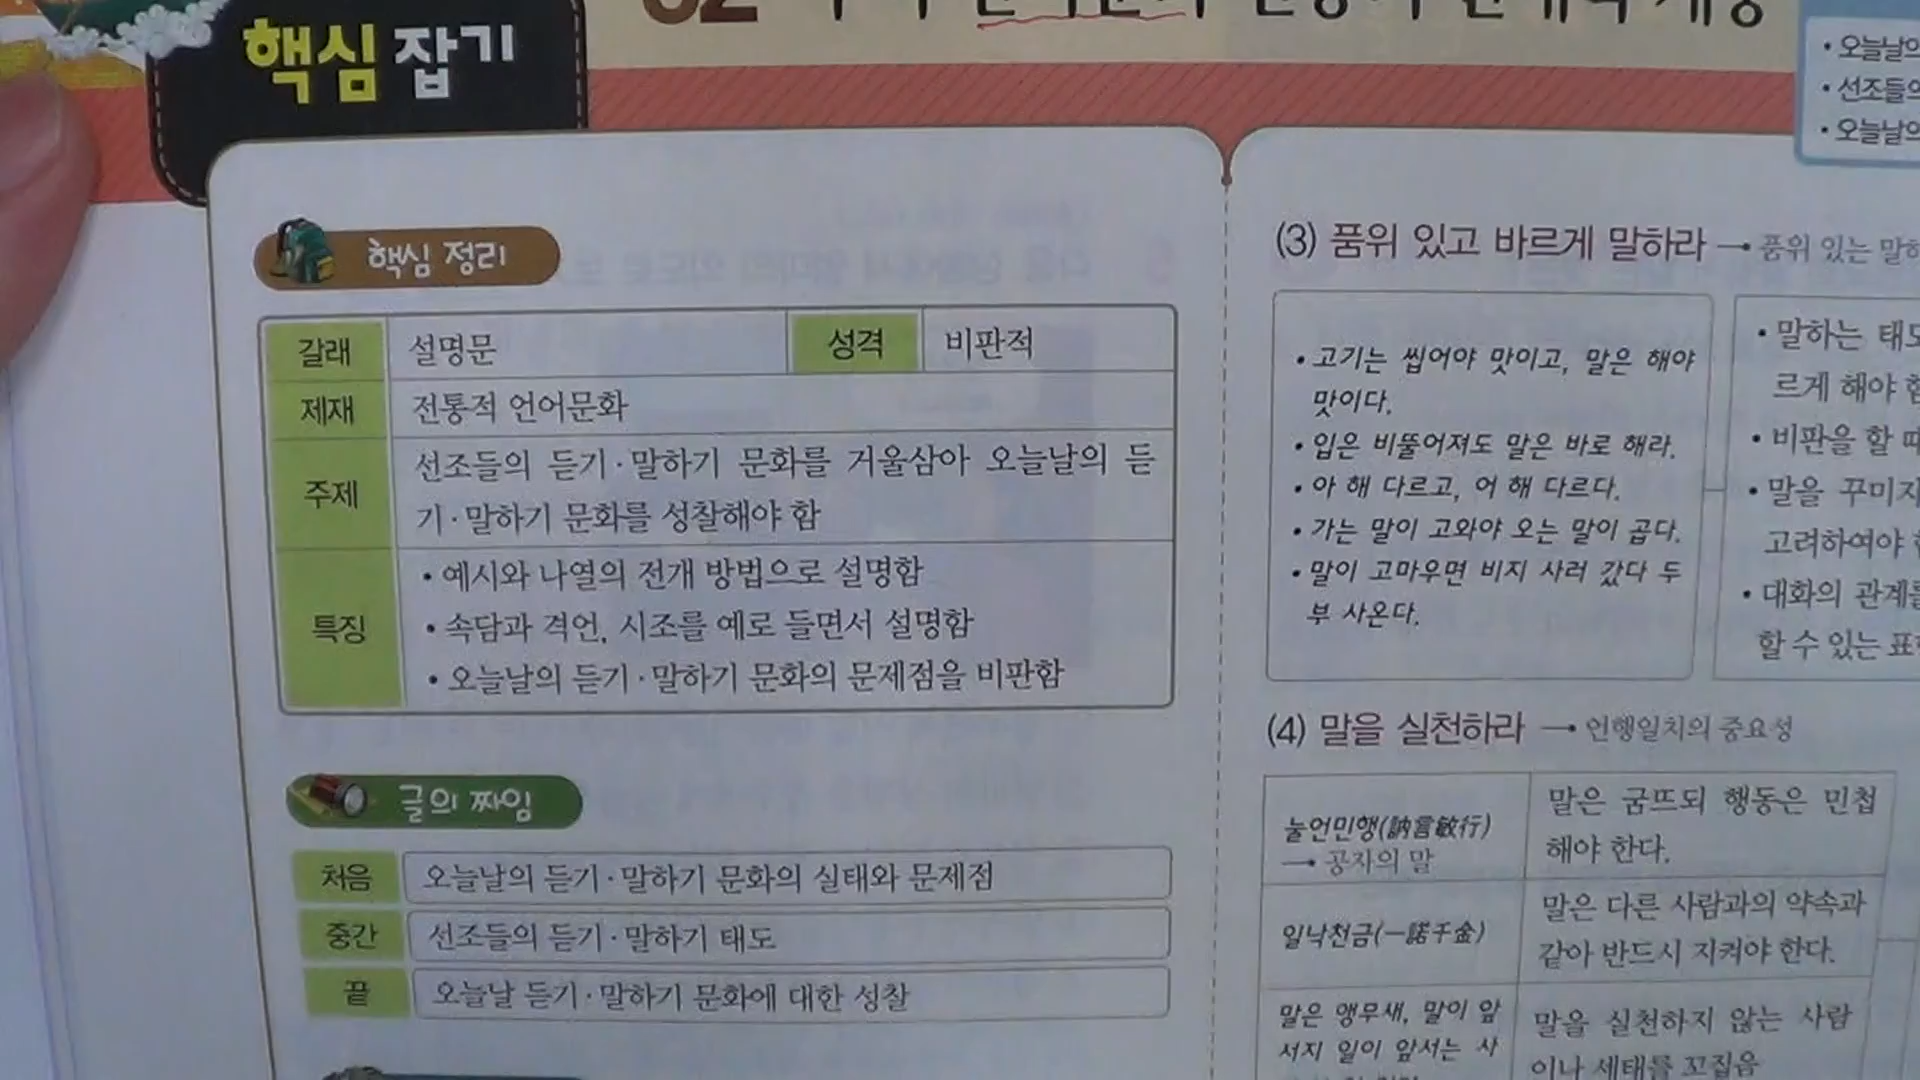 핵심 잡기
02
• 오늘날의
• 선조들의
• 오늘날의
핵심 정리
갈래 설명문 성격 비판적
제재 전통적 언어문화
주제 선조들의 듣기·말하기 문화를 거울삼아 오늘날의 듣
기·말하기 문화를 성찰해야 함
특징
• 예시와 나열의 전개 방법으로 설명함
• 속담과 격언, 시조를 예로 들면서 설명함
• 오늘날의 듣기·말하기 문화의 문제점을 비판함
글의 짜임
처음 오늘날의 듣기·말하기 문화의 실태와 문제점
중간 선조들의 듣기·말하기 태도
끝 오늘날 듣기·말하기 문화에 대한 성찰
(3) 품위 있고 바르게 말하라 → 품위 있는 말하
• 고기는 씹어야 맛이고, 말은 해야
맛이다.
• 입은 비뚤어져도 말은 바로 해라.
• 아 해 다르고, 어 해 다르다.
• 가는 말이 고와야 오는 말이 곱다.
• 말이 고마우면 비지 사러 갔다 두
부 사온다.
• 말하는 태도
르게 해야 함
• 비판을 할 때
• 말을 꾸미지
고려하여야
• 대화의 관계를
할 수 있는 표
(4) 말을 실천하라 → 언행일치의 중요성
눌언민행(訥言敏行)
→ 공자의 말
말은 굼뜨되 행동은 민첩
해야 한다.
일낙천금(一諾千金)
말은 다른 사람과의 약속과
같아 반드시 지켜야 한다.
말은 앵무새, 말이 앞
서지 일이 앞서는 사
말을 실천하지 않는 사람
이나 세태를 꼬집음